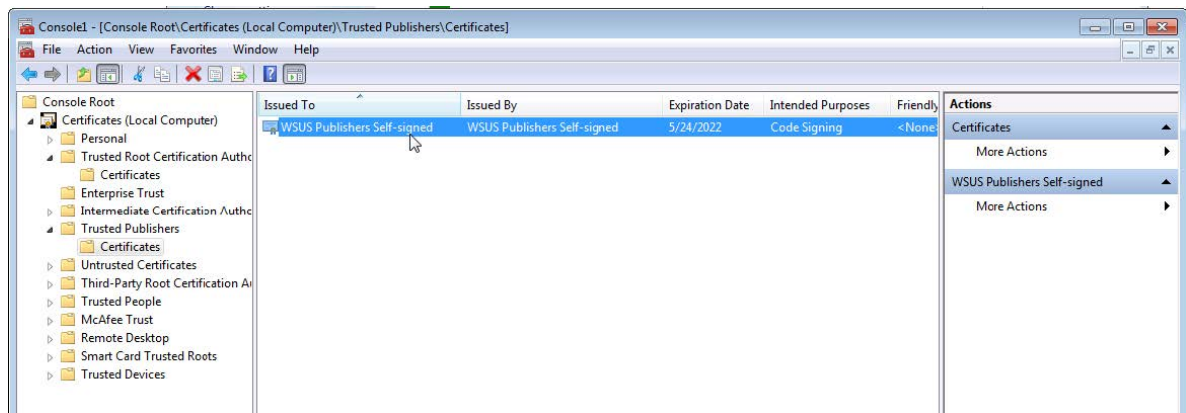 Console1 - [Console Root\Certificates (Local Computer)\Trusted Publishers\Certificates]
File Action View Favorites Window Help
Console Root
Certificates (Local Computer)
Personal
Trusted Root Certification Autho
Certificates
Enterprise Trust
Intermediate Certification Autho
Trusted Publishers
Certificates
Untrusted Certificates
Third-Party Root Certification Au
Trusted People
McAfee Trust
Remote Desktop
Smart Card Trusted Roots
Trusted Devices
Issued To Issued By Expiration Date Intended Purposes Friendly
WSUS Publishers Self-signed WSUS Publishers Self-signed 5/24/2022 Code Signing <None>
Actions
Certificates
More Actions
WSUS Publishers Self-signed
More Actions